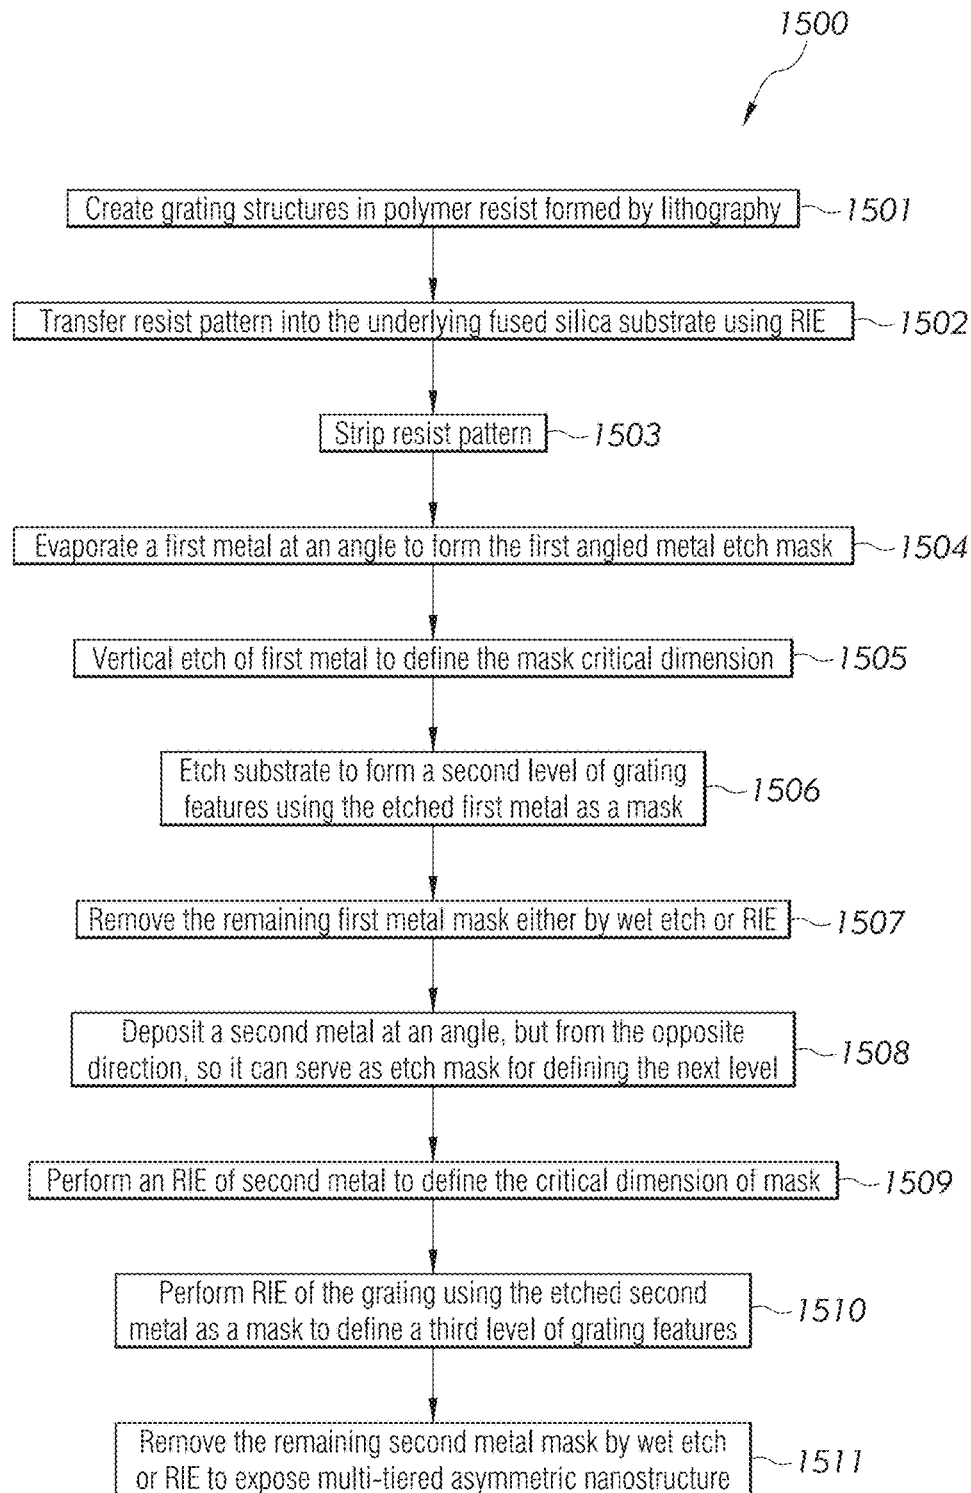 1500
Create grating structures in polymer resist formed by lithography
1501
Transfer resist pattern into the underlying fused silica substrate using RIE
1502
Strip resist pattern
1503
Evaporate a first metal at an angle to form the first angled metal etch mask
1504
Vertical etch of first metal to define the mask critical dimension
1505
Etch substrate to form a second level of grating
features using the etched first metal as a mask
1506
Remove the remaining first metal mask either by wet etch or RIE
1507
Deposit a second metal at an angle, but from the opposite
direction, so it can serve as etch mask for defining the next level
1508
Perform an RIE of second metal to define the critical dimension of mask
1509
Perform RIE of the grating using the etched second
metal as a mask to define a third level of grating features
1510
Remove the remaining second metal mask by wet etch
or RIE to expose multi-tiered asymmetric nanostructure
1511